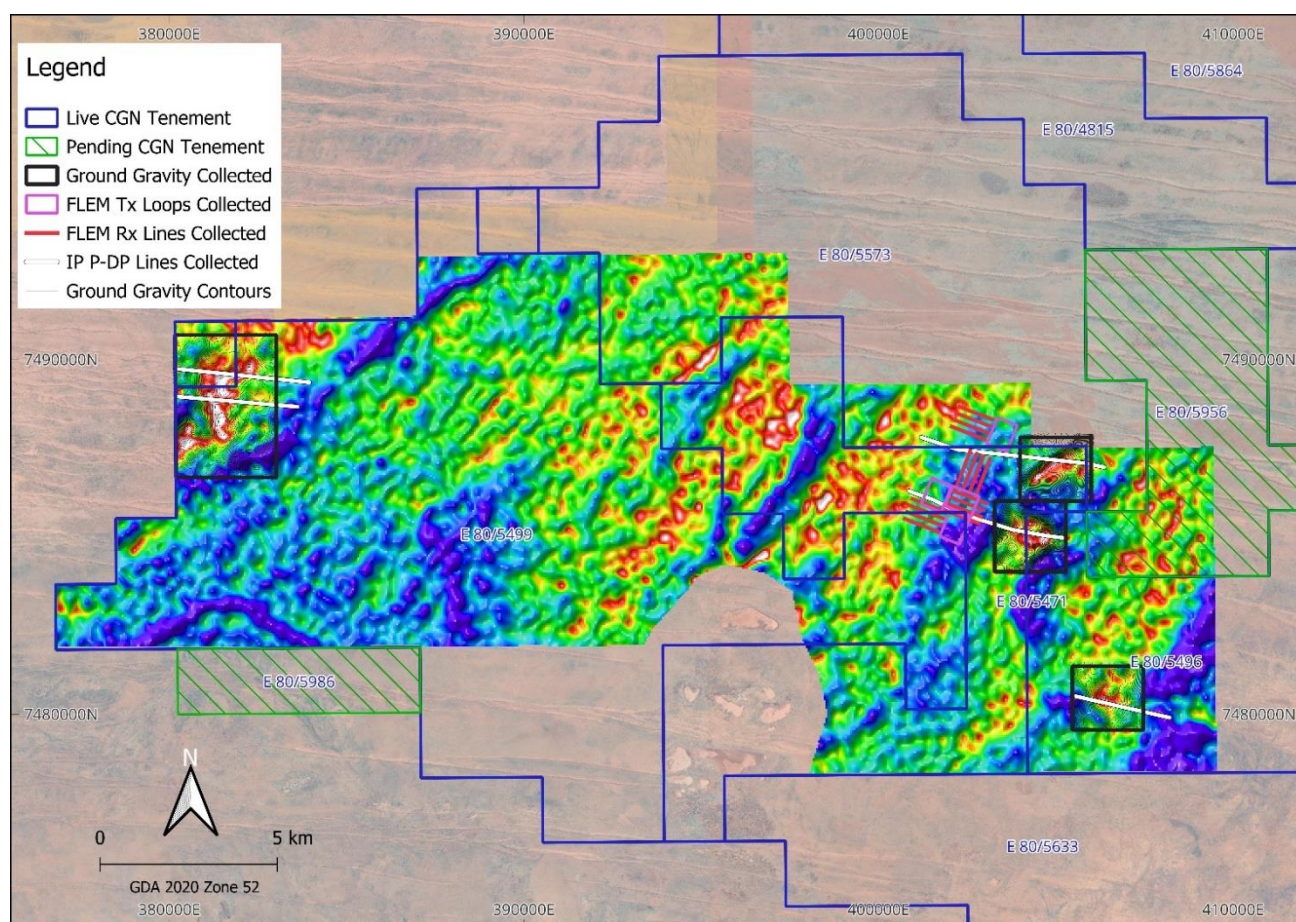 380000E
390000E
400000E
410000E
Legend
Live CGN Tenement
Pending CGN Tenement
Ground Gravity Collected
FLEM Tx Loops Collected
FLEM Rx Lines Collected
IP P-DP Lines Collected
Ground Gravity Contours
E 80/5864
E 80/4815
E 80/5573
7490000N
7490000N
E 80/5956
E 80/5499
E 80/5471
E 80/5986
E 80/5496
7480000N
7480000N
N
0 5 km
GDA 2020 Zone 52
E 80/5633
380000E
390000E
400000E
410000E